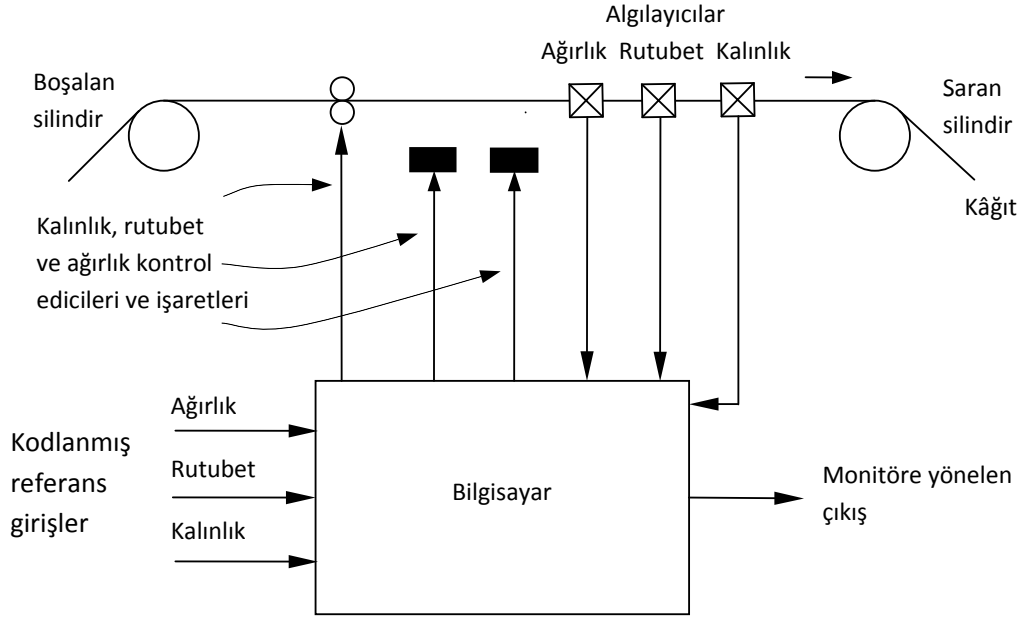 Algılayıcılar
Ağırlık Rutubet Kalınlık
Boşalan
silindir
Saran
silindir
Kâğıt
Kalınlık, rutubet
ve ağırlık kontrol
edicileri ve işaretleri
Kodlanmış
referans
girişler
Ağırlık
Rutubet
Kalınlık
Bilgisayar
Monitöre yönelen
çıkış